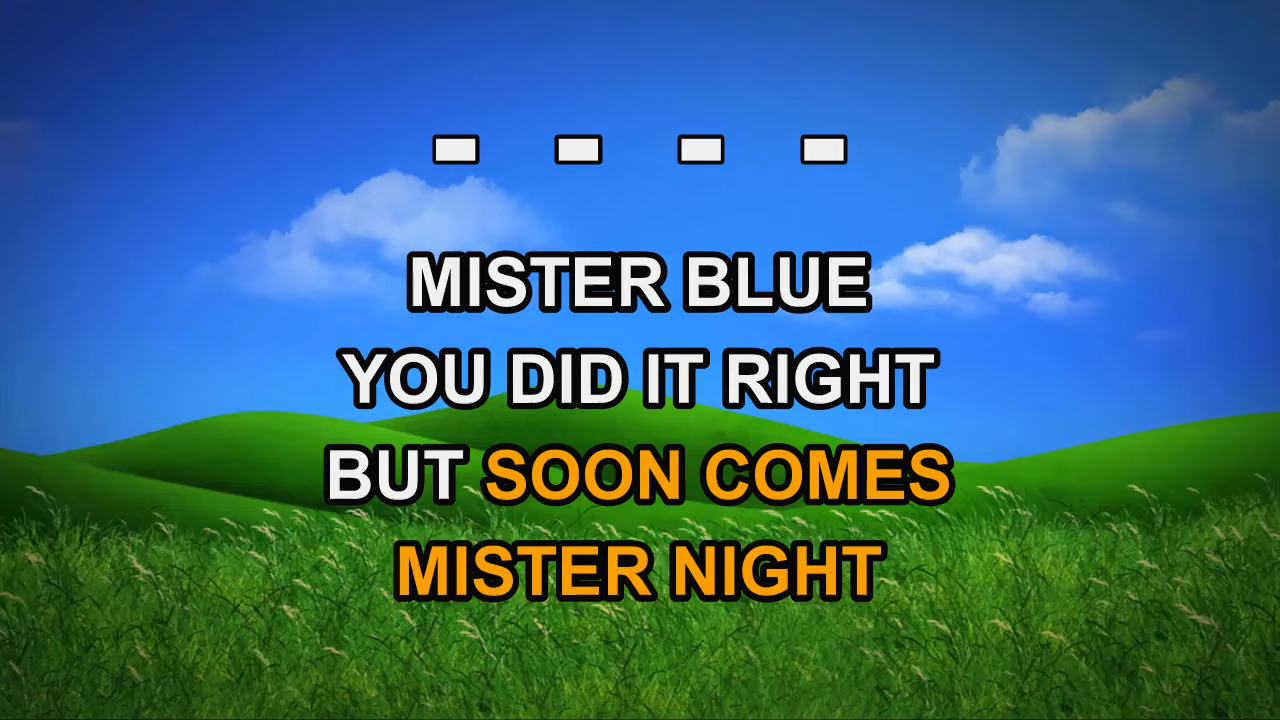 - - - -
MISTER BLUE
YOU DID IT RIGHT
BUT SOON COMES
MISTER NIGHT